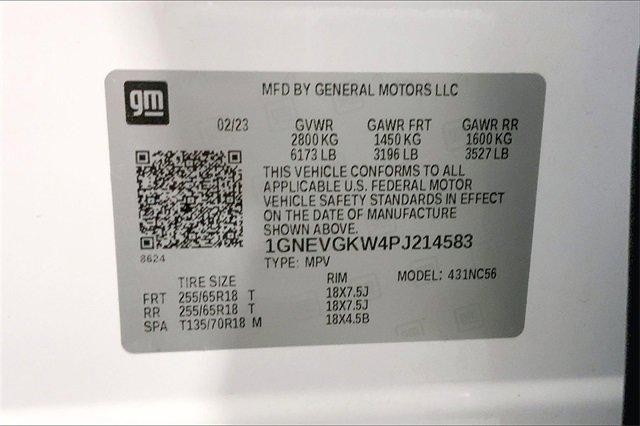 gm
MFD BY GENERAL MOTORS LLC
02/23 GVWR GAWR FRT GAWR RR
2800 KG 1450 KG 1600 KG
6173 LB 3196 LB 3527 LB
THIS VEHICLE CONFORMS TO ALL
APPLICABLE U.S. FEDERAL MOTOR
VEHICLE SAFETY STANDARDS IN EFFECT
ON THE DATE OF MANUFACTURE
SHOWN ABOVE.
1GNEVGKW4PJ214583
8624
TYPE: MPV
TIRE SIZE RIM MODEL: 431NC56
FRT 255/65R18 T 18X7.5J
RR 255/65R18 T 18X7.5J
SPA T135/70R18 M 18X4.5B